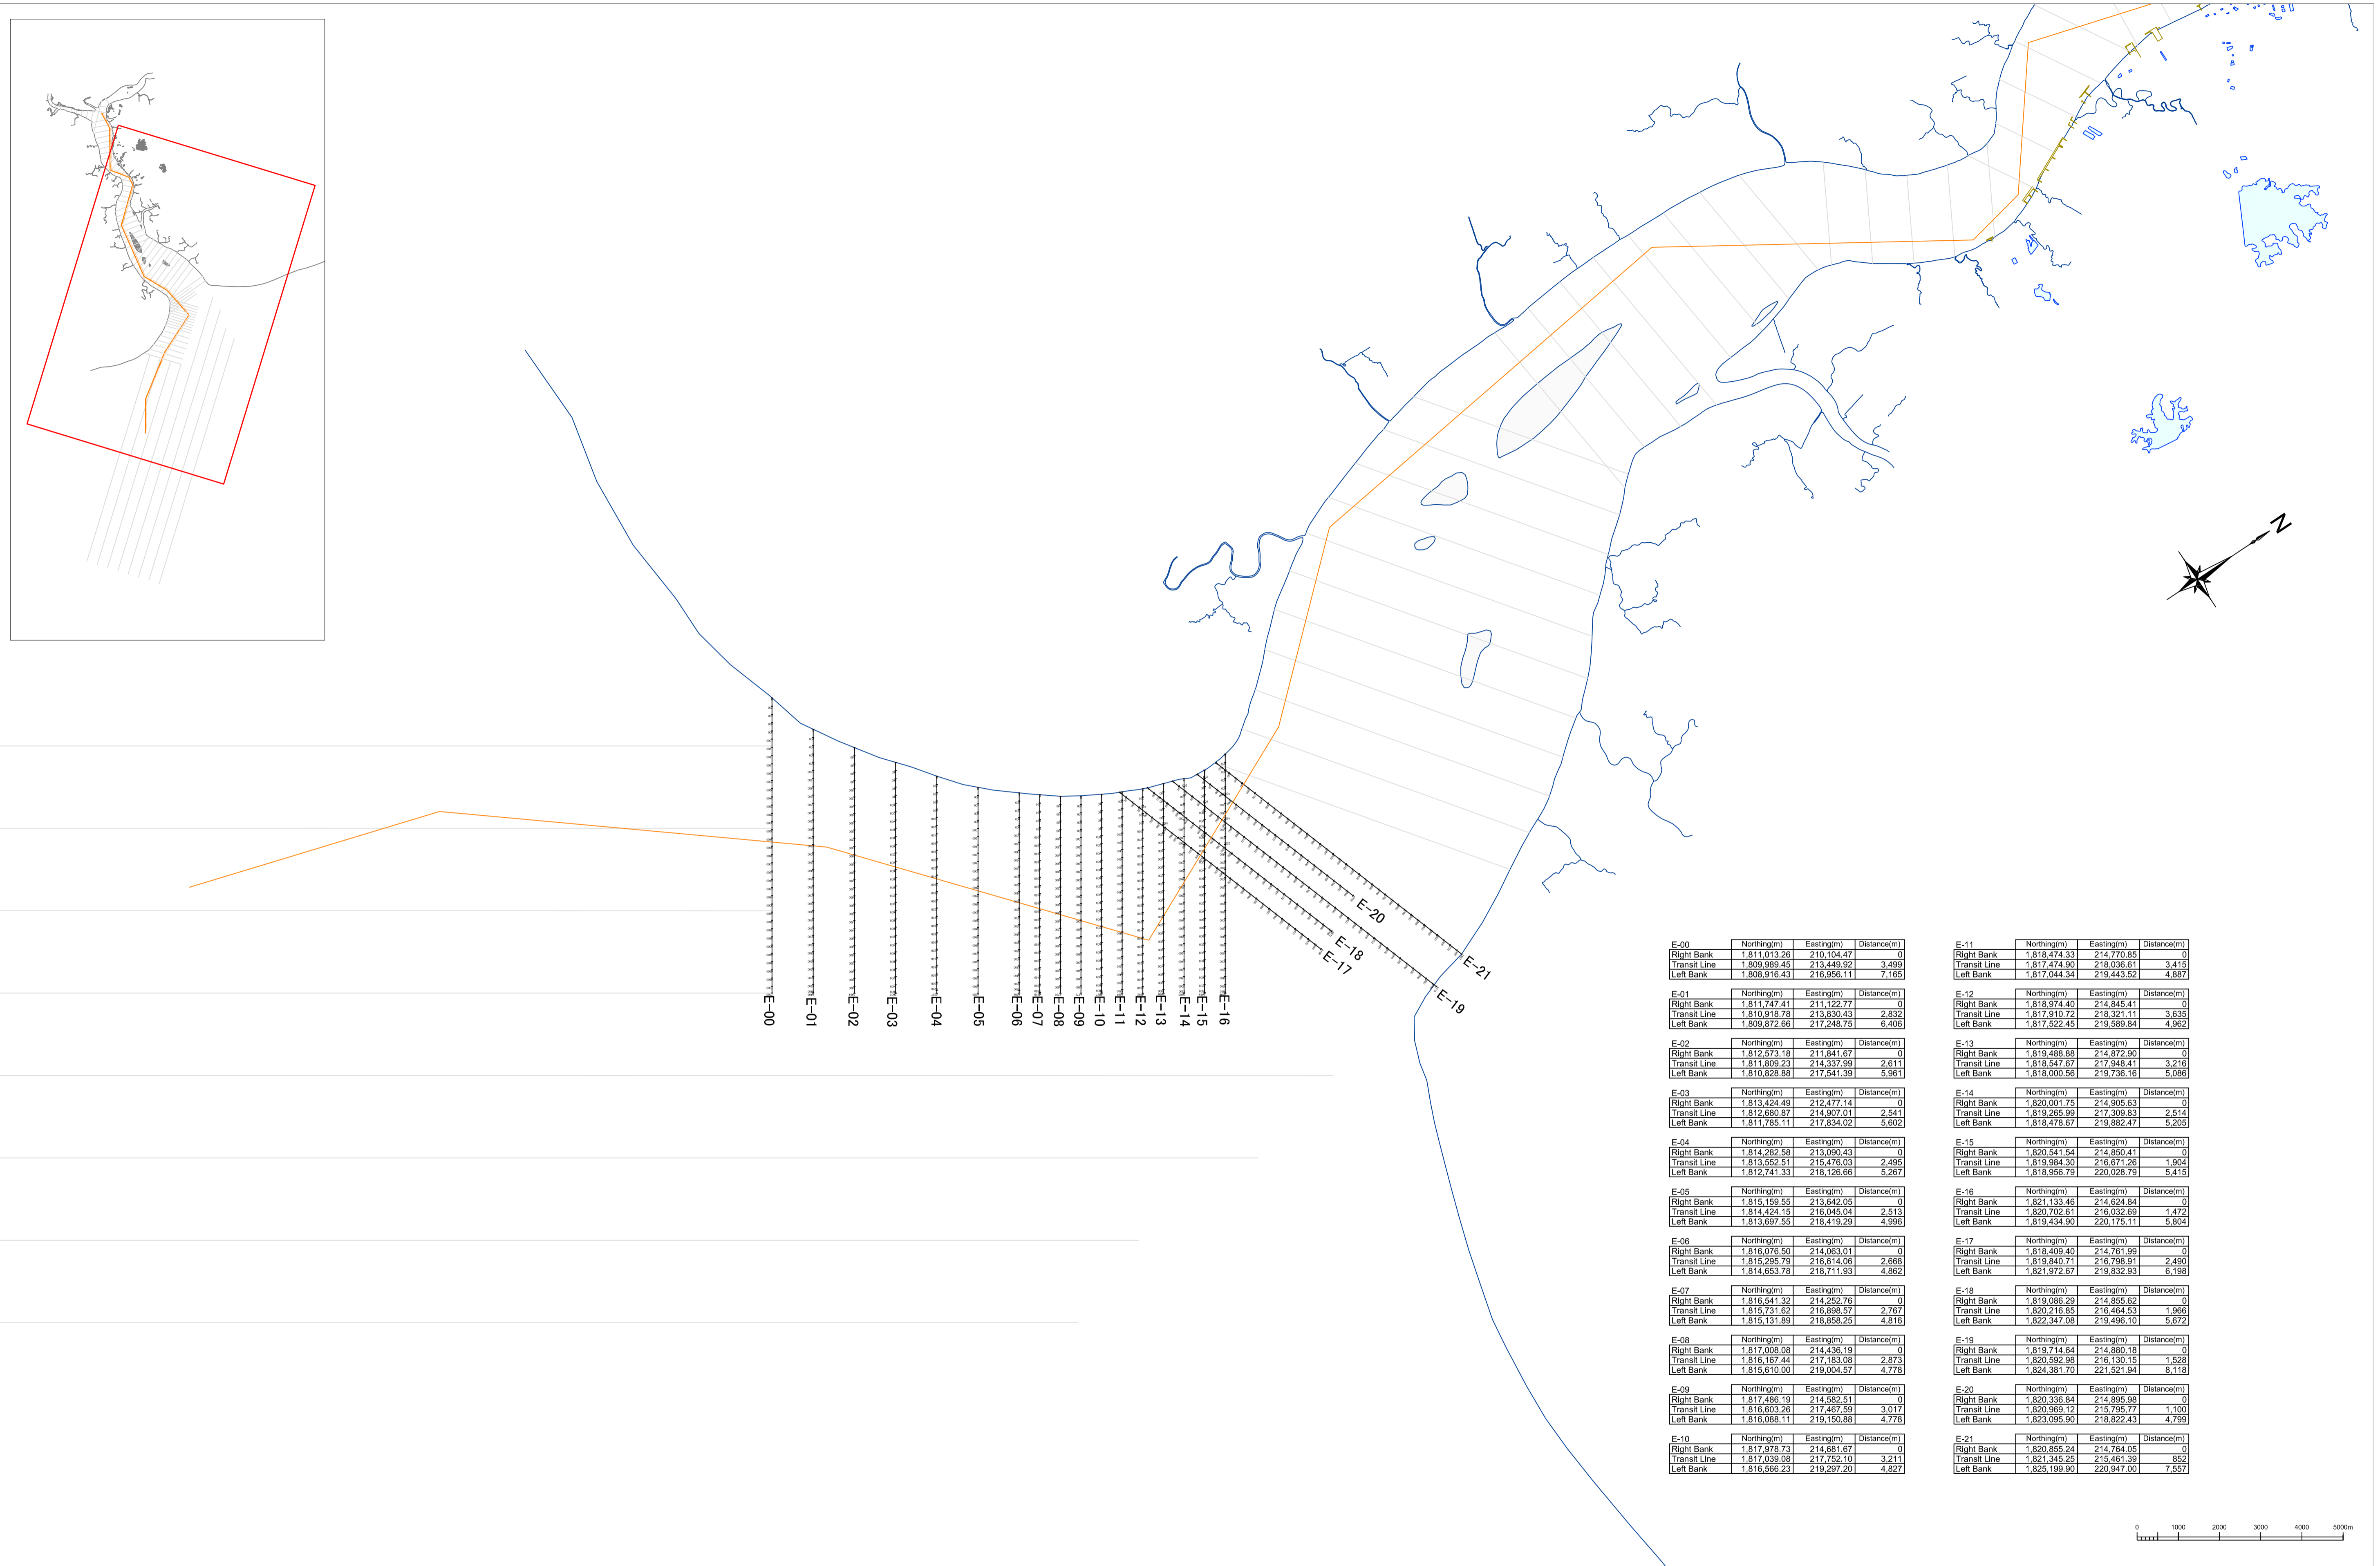 N
E-20
E-18
E-17
E-21
E-19
E-00
E-01
E-02
E-03
E-04
E-05
E-06
E-07
E-08
E-09
E-10
E-11
E-12
E-13
E-14
E-15
E-16
E-00 Northing(m) Easting(m) Distance(m)
Right Bank 1,811,013.26 210,104.47 0
Transit Line 1,809,989.45 213,449.92 3,499
Left Bank 1,808,916.43 216,956.11 7,165
E-01 Northing(m) Easting(m) Distance(m)
Right Bank 1,811,747.41 211,122.77 0
Transit Line 1,810,918.78 213,830.43 2,832
Left Bank 1,809,872.66 217,248.75 6,406
E-02 Northing(m) Easting(m) Distance(m)
Right Bank 1,812,573.18 211,841.67 0
Transit Line 1,811,809.23 214,337.99 2,611
Left Bank 1,810,828.88 217,541.39 5,961
E-03 Northing(m) Easting(m) Distance(m)
Right Bank 1,813,424.49 212,477.14 0
Transit Line 1,812,680.87 214,907.01 2,541
Left Bank 1,811,785.11 217,834.02 5,602
E-04 Northing(m) Easting(m) Distance(m)
Right Bank 1,814,282.58 213,090.43 0
Transit Line 1,813,552.51 215,476.03 2,495
Left Bank 1,812,741.33 218,126.66 5,267
E-05 Northing(m) Easting(m) Distance(m)
Right Bank 1,815,159.55 213,642.05 0
Transit Line 1,814,424.15 216,045.04 2,513
Left Bank 1,813,697.55 218,419.29 4,996
E-06 Northing(m) Easting(m) Distance(m)
Right Bank 1,816,076.50 214,063.01 0
Transit Line 1,815,295.79 216,614.06 2,668
Left Bank 1,814,653.78 218,711.93 4,862
E-07 Northing(m) Easting(m) Distance(m)
Right Bank 1,816,541.32 214,252.76 0
Transit Line 1,815,731.62 216,898.57 2,767
Left Bank 1,815,131.89 218,858.25 4,816
E-08 Northing(m) Easting(m) Distance(m)
Right Bank 1,817,008.08 214,436.19 0
Transit Line 1,816,167.44 217,183.08 2,873
Left Bank 1,815,610.00 219,004.57 4,778
E-09 Northing(m) Easting(m) Distance(m)
Right Bank 1,817,486.19 214,582.51 0
Transit Line 1,816,603.26 217,467.59 3,017
Left Bank 1,816,088.11 219,150.88 4,778
E-10 Northing(m) Easting(m) Distance(m)
Right Bank 1,817,978.73 214,681.67 0
Transit Line 1,817,039.08 217,752.10 3,211
Left Bank 1,816,566.23 219,297.20 4,827
E-11 Northing(m) Easting(m) Distance(m)
Right Bank 1,818,474.33 214,770.85 0
Transit Line 1,817,474.90 218,036.61 3,415
Left Bank 1,817,044.34 219,443.52 4,887
E-12 Northing(m) Easting(m) Distance(m)
Right Bank 1,818,974.40 214,845.41 0
Transit Line 1,817,910.72 218,321.11 3,635
Left Bank 1,817,522.45 219,589.84 4,962
E-13 Northing(m) Easting(m) Distance(m)
Right Bank 1,819,488.88 214,872.90 0
Transit Line 1,818,547.67 217,948.41 3,216
Left Bank 1,818,000.56 219,736.16 5,086
E-14 Northing(m) Easting(m) Distance(m)
Right Bank 1,820,001.75 214,905.63 0
Transit Line 1,819,265.99 217,309.83 2,514
Left Bank 1,818,478.67 219,882.47 5,205
E-15 Northing(m) Easting(m) Distance(m)
Right Bank 1,820,541.54 214,850.41 0
Transit Line 1,819,984.30 216,671.26 1,904
Left Bank 1,818,956.79 220,028.79 5,415
E-16 Northing(m) Easting(m) Distance(m)
Right Bank 1,821,133.46 214,624.84 0
Transit Line 1,820,702.61 216,032.69 1,472
Left Bank 1,819,434.90 220,175.11 5,804
E-17 Northing(m) Easting(m) Distance(m)
Right Bank 1,818,409.40 214,761.99 0
Transit Line 1,819,840.71 216,798.91 2,490
Left Bank 1,821,972.67 219,832.93 6,198
E-18 Northing(m) Easting(m) Distance(m)
Right Bank 1,819,086.29 214,855.62 0
Transit Line 1,820,216.85 216,464.53 1,966
Left Bank 1,822,347.08 219,496.10 5,672
E-19 Northing(m) Easting(m) Distance(m)
Right Bank 1,819,714.64 214,880.18 0
Transit Line 1,820,592.98 216,130.15 1,528
Left Bank 1,824,381.70 221,521.94 8,118
E-20 Northing(m) Easting(m) Distance(m)
Right Bank 1,820,336.84 214,895.98 0
Transit Line 1,820,969.12 215,795.77 1,100
Left Bank 1,823,095.90 218,822.43 4,799
E-21 Northing(m) Easting(m) Distance(m)
Right Bank 1,820,855.24 214,764.05 0
Transit Line 1,821,345.25 215,461.39 852
Left Bank 1,825,199.90 220,947.00 7,557
0 1000 2000 3000 4000 5000m